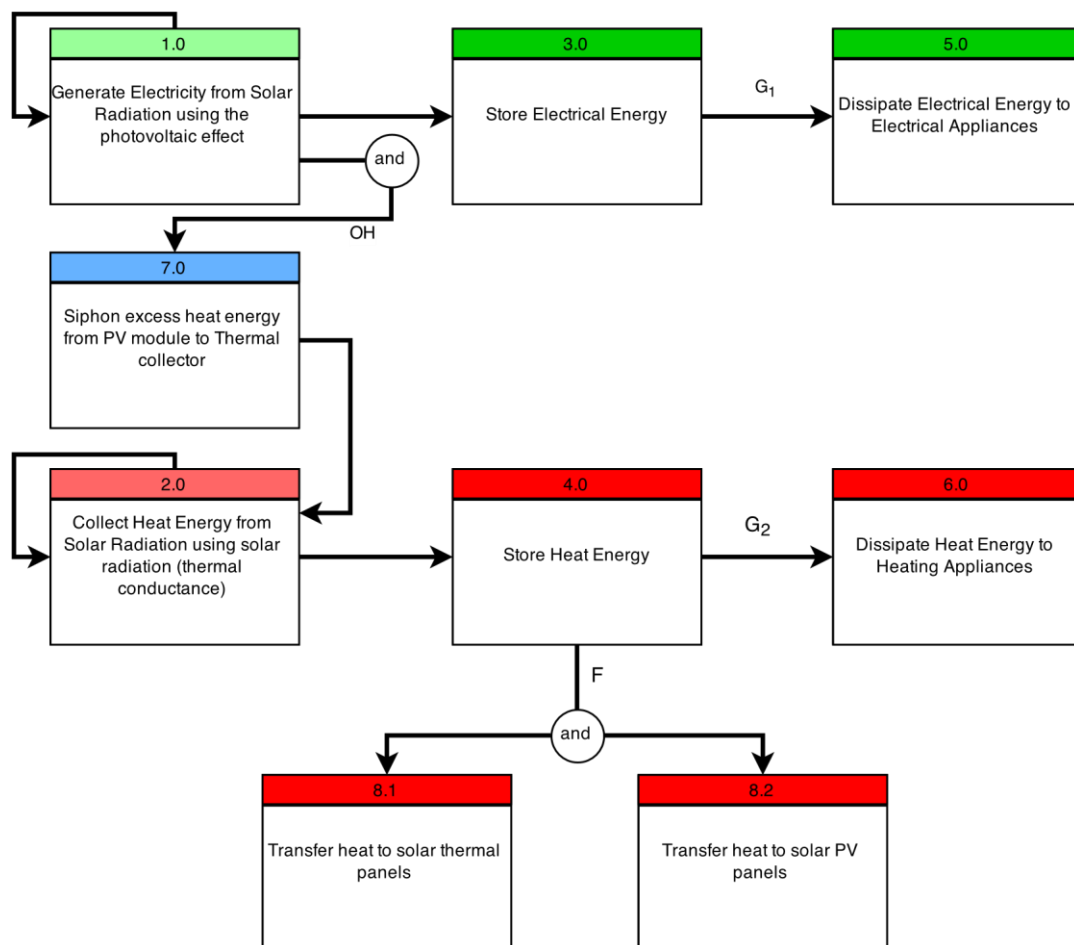 1.0
Generate Electricity from Solar
Radiation using the
photovoltaic effect
3.0
Store Electrical Energy
G₁
5.0
Dissipate Electrical Energy to
Electrical Appliances
and
OH
7.0
Siphon excess heat energy
from PV module to Thermal
collector
2.0
Collect Heat Energy from
Solar Radiation using solar
radiation (thermal
conductance)
4.0
Store Heat Energy
G₂
6.0
Dissipate Heat Energy to
Heating Appliances
F
and
8.1
Transfer heat to solar thermal
panels
8.2
Transfer heat to solar PV
panels